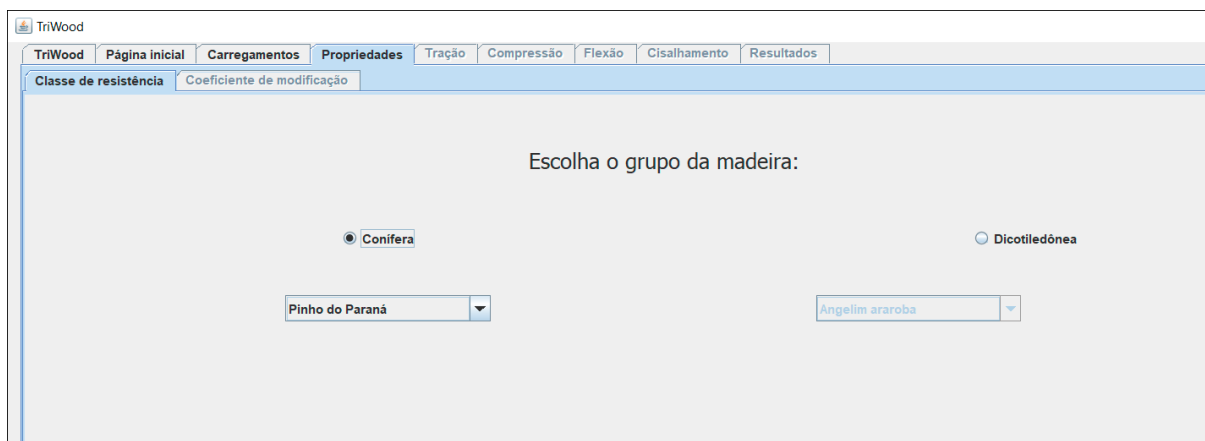 TriWood
TriWood Página inicial Carregamentos Propriedades Tração Compressão Flexão Cisalhamento Resultados
Classe de resistência Coeficiente de modificação
Escolha o grupo da madeira:
Conífera Dicotiledônea
Pinho do Paraná Angelim araroba